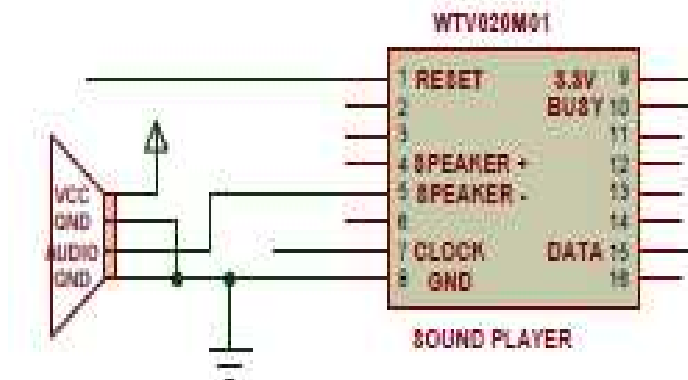 WTV020M01
1 RESET 3.3V 9
2 BUSY 10
3 11
4 SPEAKER + 12
5 SPEAKER - 13
6 14
7 CLOCK DATA 15
8 GND 16
VCC
GND
AUDIO
GND
SOUND PLAYER